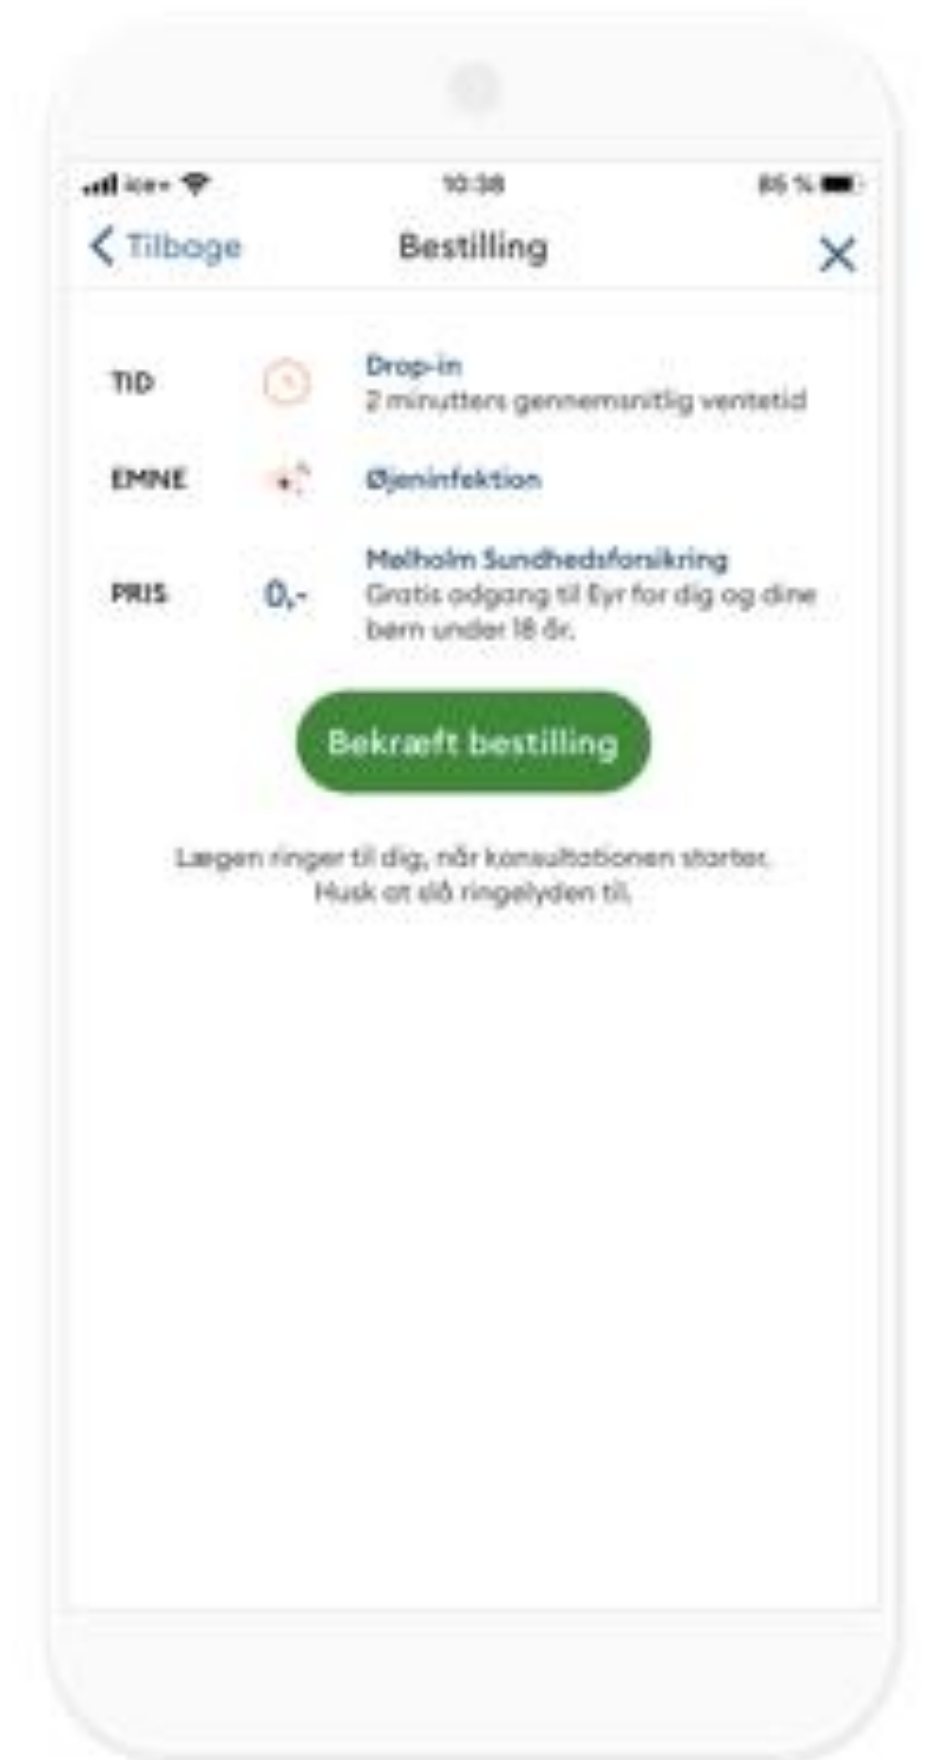 ice+ 10:38 85 %
Tilbage Bestilling
TID Drop-in
2 minutters gennemsnitlig ventetid
EMNE Øjeninfektion
Mølholm Sundhedsforsikring
PRIS 0,- Gratis adgang til Eyr for dig og dine
børn under 18 år.
Bekræft bestilling
Lægen ringer til dig, når konsultationen starter.
Husk at slå ringelyden til.